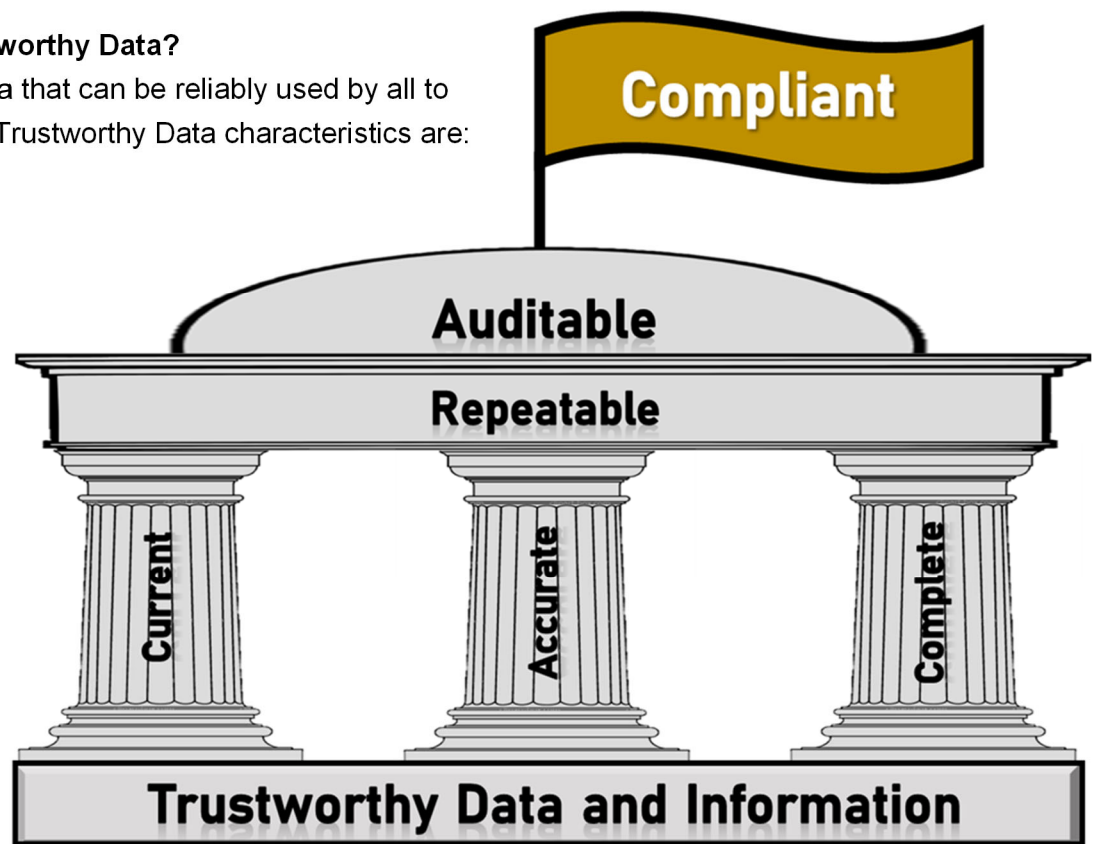 worthy Data?
a that can be reliably used by all to
Trustworthy Data characteristics are:
Compliant
Auditable
Repeatable
Current
Accurate
Complete
Trustworthy Data and Information